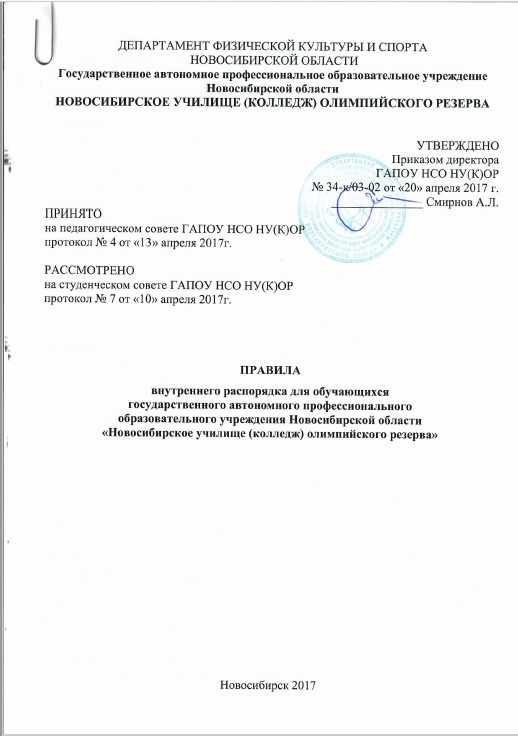 ДЕПАРТАМЕНТ ФИЗИЧЕСКОЙ КУЛЬТУРЫ И СПОРТА
НОВОСИБИРСКОЙ ОБЛАСТИ
Государственное автономное профессиональное образовательное учреждение
Новосибирской области
НОВОСИБИРСКОЕ УЧИЛИЩЕ (КОЛЛЕДЖ) ОЛИМПИЙСКОГО РЕЗЕРВА
УТВЕРЖДЕНО
Приказом директора
ГАПОУ НСО НУ(К)ОР
№ 34-к/03-02 от «20» апреля 2017 г.
Смирнов А.Л.
ПРИНЯТО
на педагогическом совете ГАПОУ НСО НУ(К)ОР
протокол № 4 от «13» апреля 2017г.
РАССМОТРЕНО
на студенческом совете ГАПОУ НСО НУ(К)ОР
протокол № 7 от «10» апреля 2017г.
ПРАВИЛА
внутреннего распорядка для обучающихся
государственного автономного профессионального
образовательного учреждения Новосибирской области
«Новосибирское училище (колледж) олимпийского резерва»
Новосибирск 2017